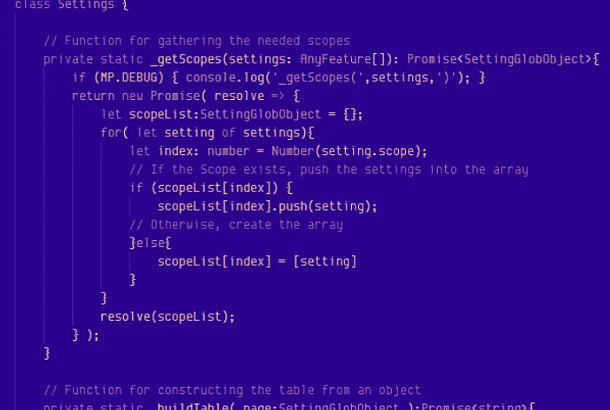 class Settings {
// Function for gathering the needed scopes
private static _getScopes(settings: AnyFeature[]): Promise<SettingGlobObject>{
if (MP.DEBUG) { console.log('_getScopes(',settings,')'); }
return new Promise( resolve => {
let scopeList:SettingGlobObject = {};
for( let setting of settings){
let index: number = Number(setting.scope);
// If the Scope exists, push the settings into the array
if (scopeList[index]) {
scopeList[index].push(setting);
// Otherwise, create the array
}else{
scopeList[index] = [setting]
}
}
resolve(scopeList);
} );
}
// Function for constructing the table from an object
private static _buildTable( page:SettingGlobObject ):Promise<string>{